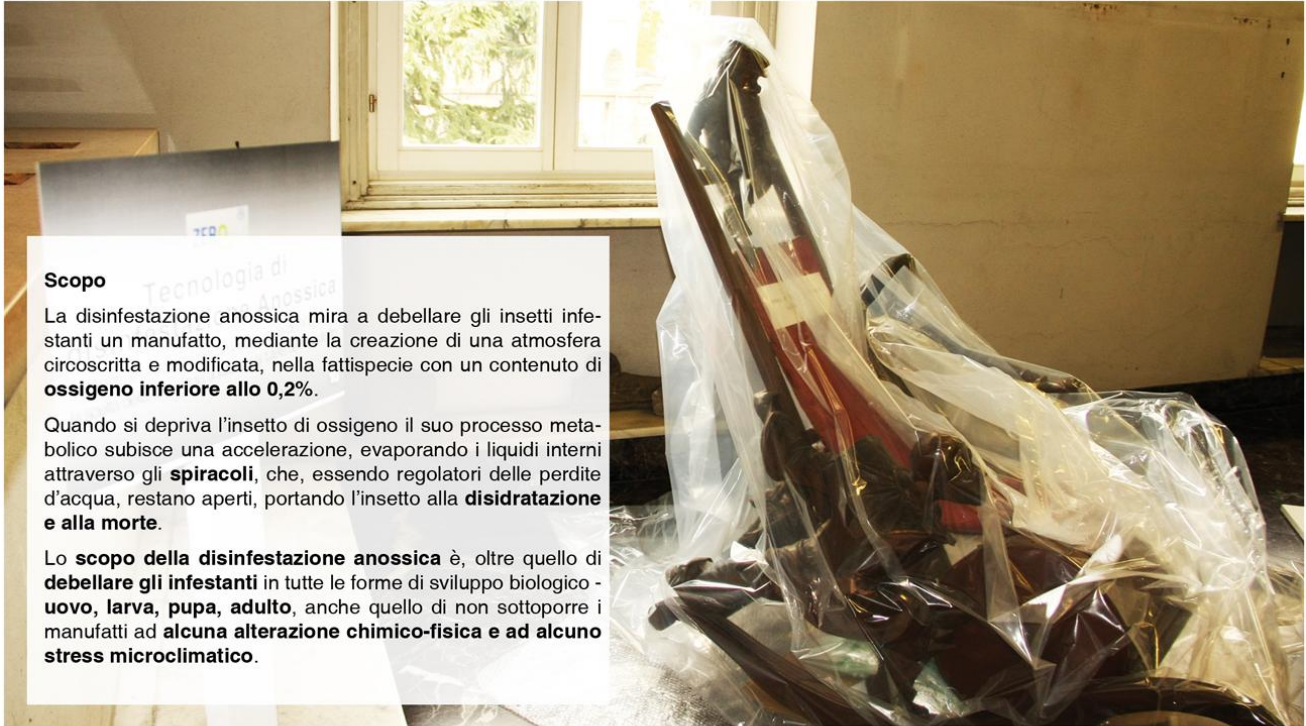 ZERO
Tecnologia di
Anossica
Scopo
La disinfestazione anossica mira a debellare gli insetti infe-
stanti un manufatto, mediante la creazione di una atmosfera
circoscritta e modificata, nella fattispecie con un contenuto di
ossigeno inferiore allo 0,2%.
Quando si depriva l’insetto di ossigeno il suo processo meta-
bolico subisce una accelerazione, evaporando i liquidi interni
attraverso gli spiracoli, che, essendo regolatori delle perdite
d’acqua, restano aperti, portando l’insetto alla disidratazione
e alla morte.
Lo scopo della disinfestazione anossica è, oltre quello di
debellare gli infestanti in tutte le forme di sviluppo biologico -
uovo, larva, pupa, adulto, anche quello di non sottoporre i
manufatti ad alcuna alterazione chimico-fisica e ad alcuno
stress microclimatico.